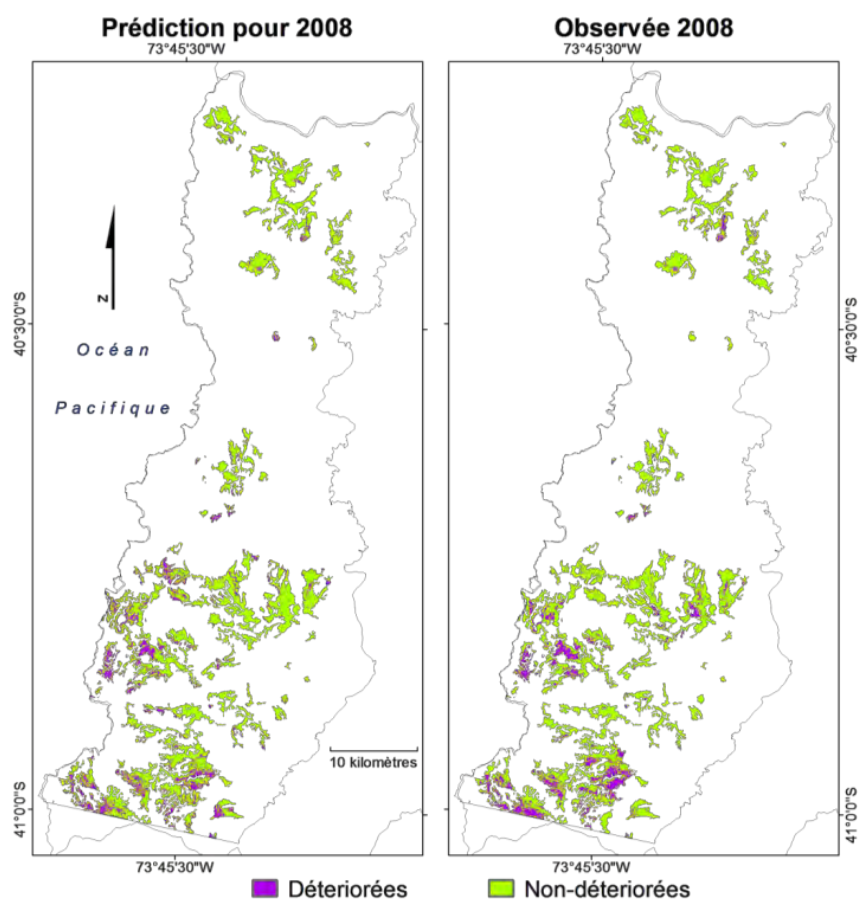 Prédiction pour 2008
Observée 2008
73°45'30"W
73°45'30"W
40°30'0"S
40°30'0"S
N
Océan
Pacifique
10 kilomètres
41°0'0"S
41°0'0"S
73°45'30"W
73°45'30"W
Déteriorées
Non-déteriorées